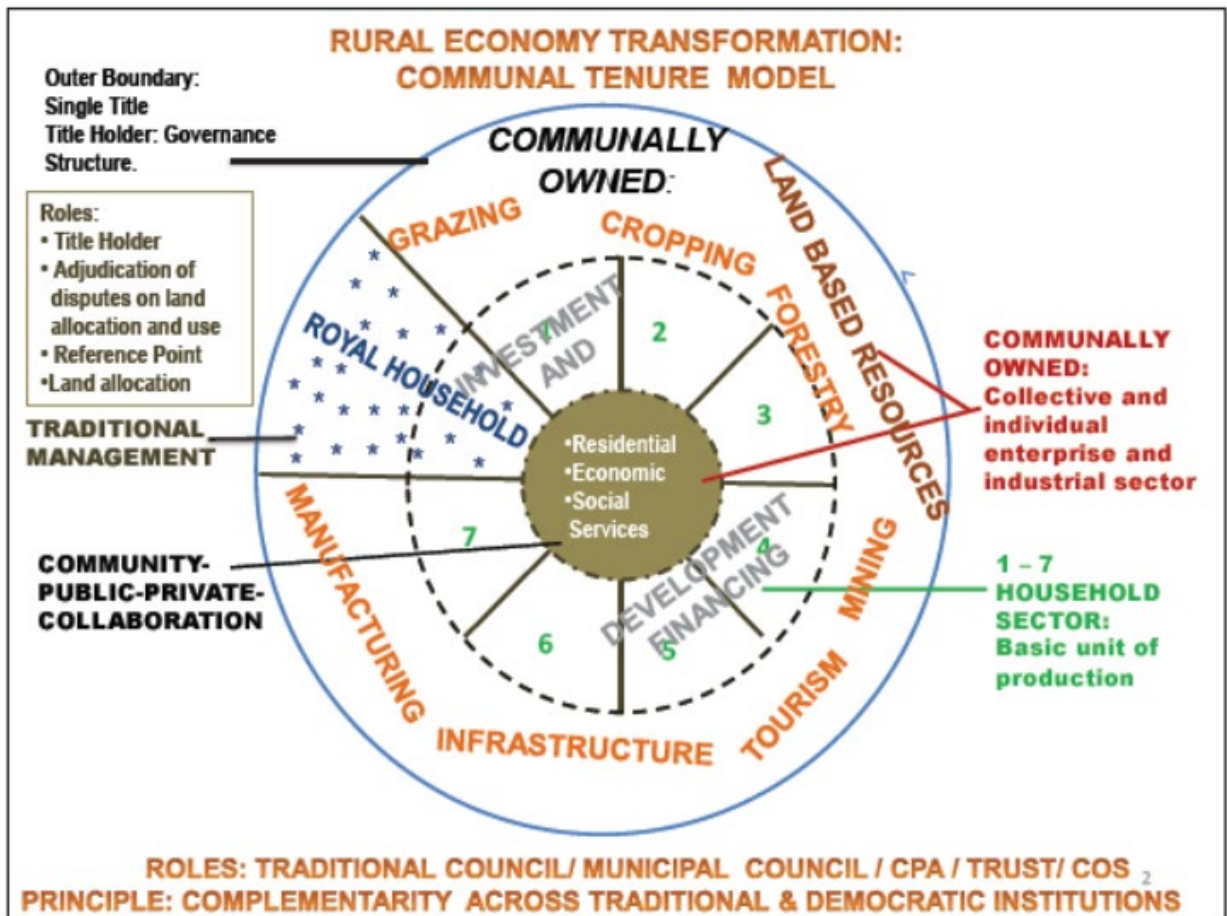 RURAL ECONOMY TRANSFORMATION:
COMMUNAL TENURE MODEL
Outer Boundary:
Single Title
Title Holder: Governance
Structure.
Roles:
• Title Holder
• Adjudication of
disputes on land
allocation and use
• Reference Point
•Land allocation
TRADITIONAL
MANAGEMENT
COMMUNITY-
PUBLIC-PRIVATE-
COLLABORATION
COMMUNALLY
OWNED:
GRAZING
CROPPING
FORESTRY
LAND BASED RESOURCES
MINING
TOURISM
INFRASTRUCTURE
MANUFACTURING
ROYAL HOUSEHOLD
INVESTMENT
AND
DEVELOPMENT
FINANCING
1
2
3
4
5
6
7
•Residential
•Economic
•Social
Services
COMMUNALLY
OWNED:
Collective and
individual
enterprise and
industrial sector
1 – 7
HOUSEHOLD
SECTOR:
Basic unit of
production
ROLES: TRADITIONAL COUNCIL/ MUNICIPAL COUNCIL / CPA / TRUST/ COS
2
PRINCIPLE: COMPLEMENTARITY ACROSS TRADITIONAL & DEMOCRATIC INSTITUTIONS